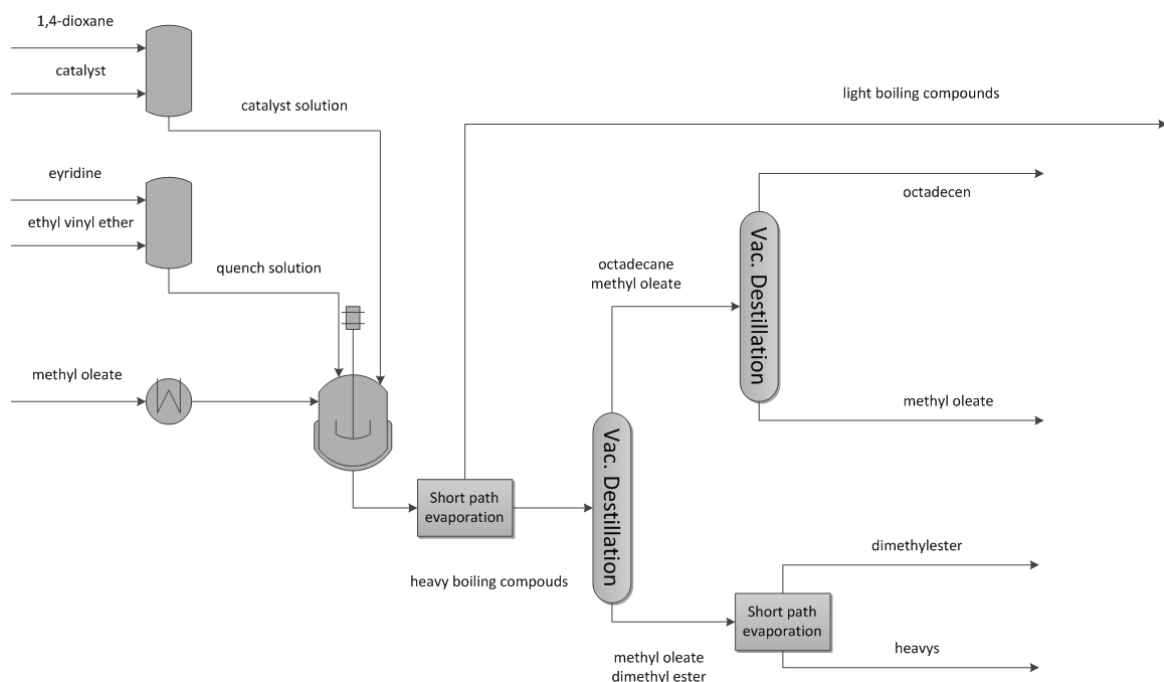 1,4-dioxane
catalyst
catalyst solution
light boiling compounds
eyridine
ethyl vinyl ether
quench solution
octadecen
Vac. Destillation
octadecane
methyl oleate
methyl oleate
methyl oleate
Vac. Destillation
Short path
evaporation
heavy boiling compouds
dimethylester
Short path
evaporation
heavys
methyl oleate
dimethyl ester